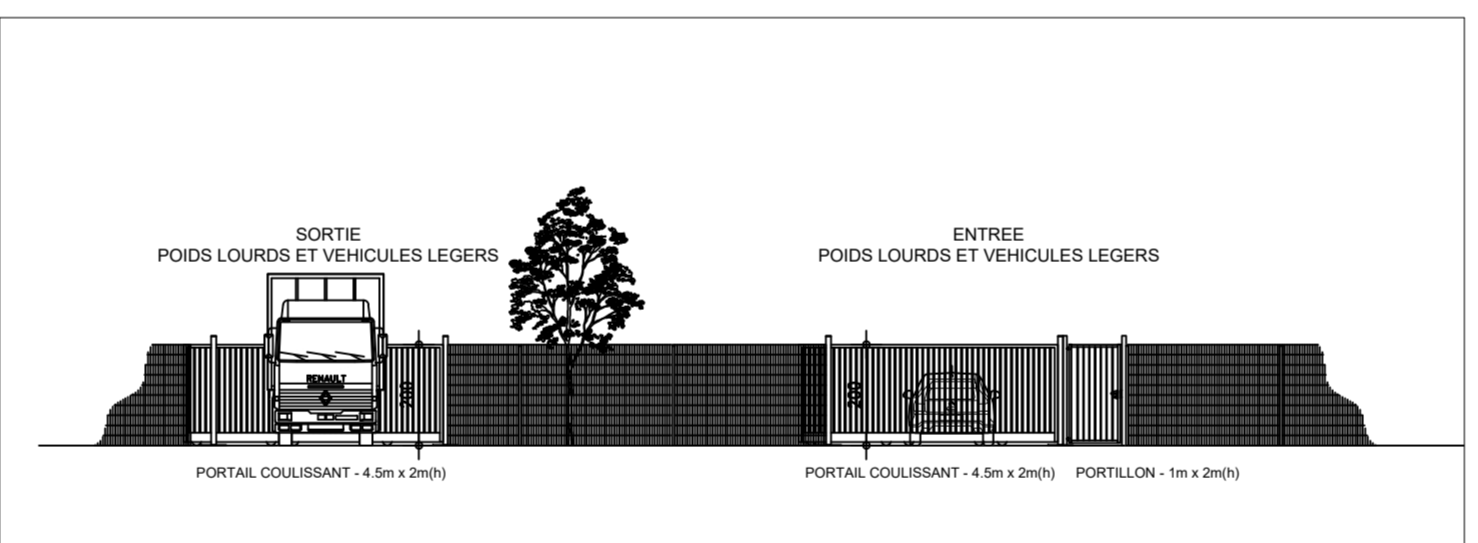 SORTIE
POIDS LOURDS ET VEHICULES LEGERS
ENTREE
POIDS LOURDS ET VEHICULES LEGERS
RENAULT
200
200
PORTAIL COULISSANT - 4.5m x 2m(h)
PORTAIL COULISSANT - 4.5m x 2m(h)
PORTILLON - 1m x 2m(h)